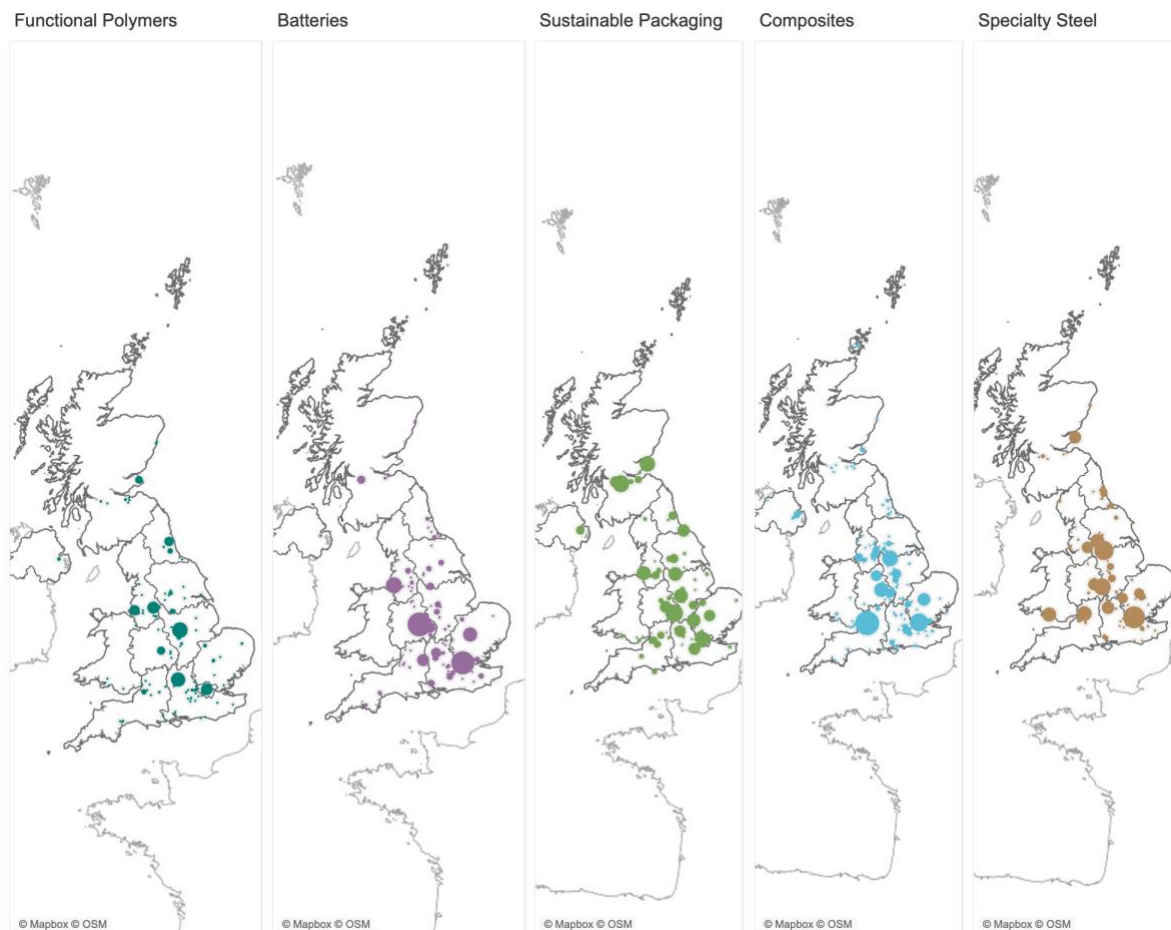 Functional Polymers
Batteries
Sustainable Packaging
Composites
Specialty Steel
© Mapbox © OSM
© Mapbox © OSM
© Mapbox © OSM
© Mapbox © OSM
© Mapbox © OSM